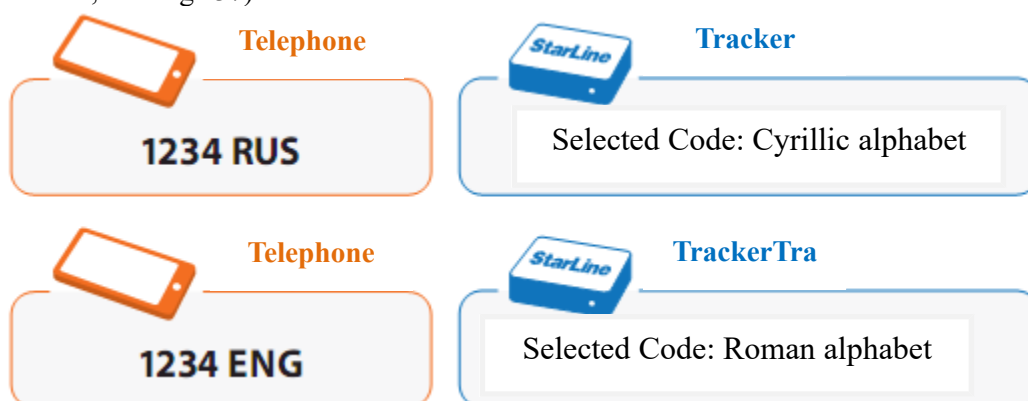 Telephone
StarLine
Tracker
1234 RUS
Selected Code: Cyrillic alphabet
Telephone
StarLine
TrackerTra
1234 ENG
Selected Code: Roman alphabet